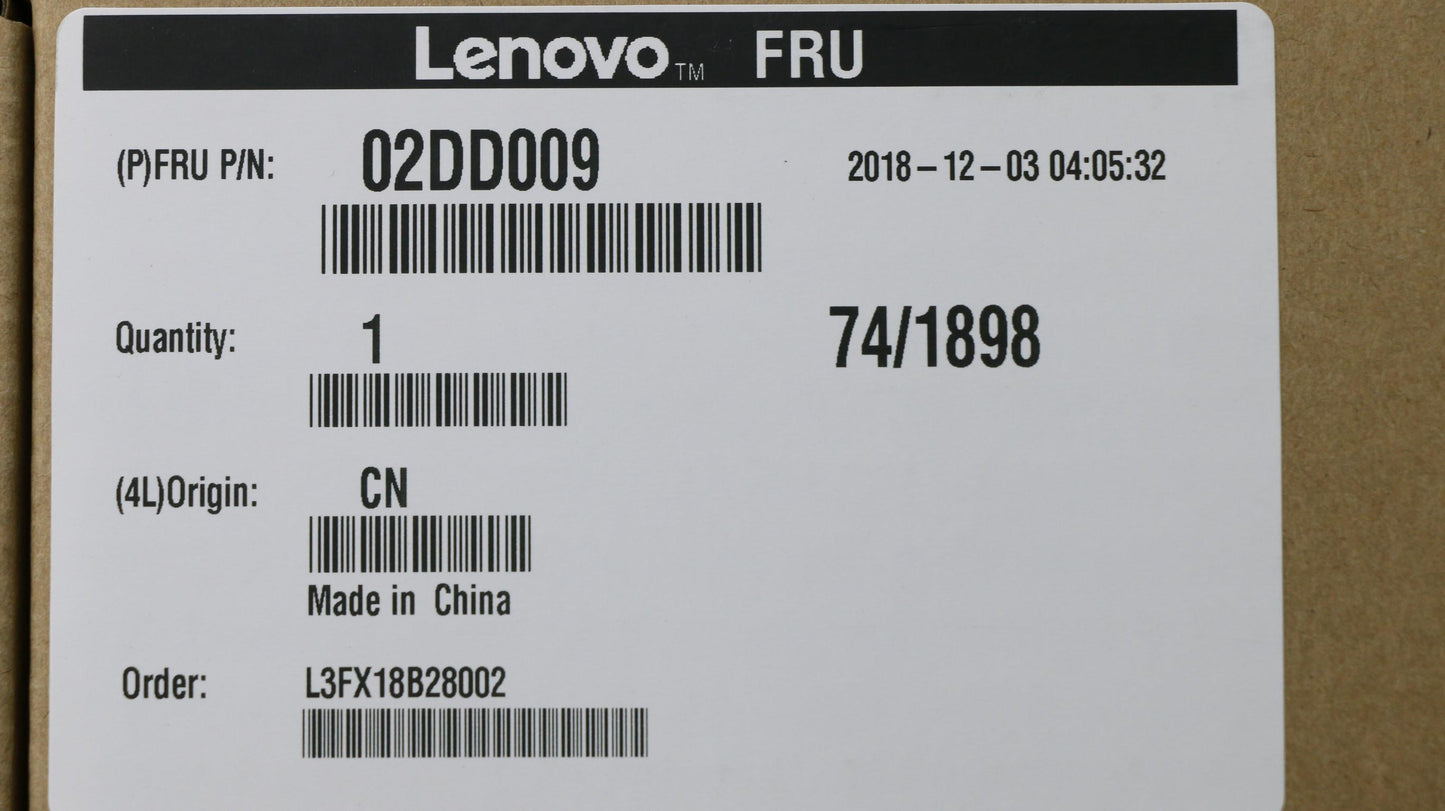 Lenovo™ FRU
(P)FRU P/N: 02DD009 2018-12-03 04:05:32
Quantity: 1 74/1898
(4L)Origin: CN
Made in China
Order: L3FX18B28002